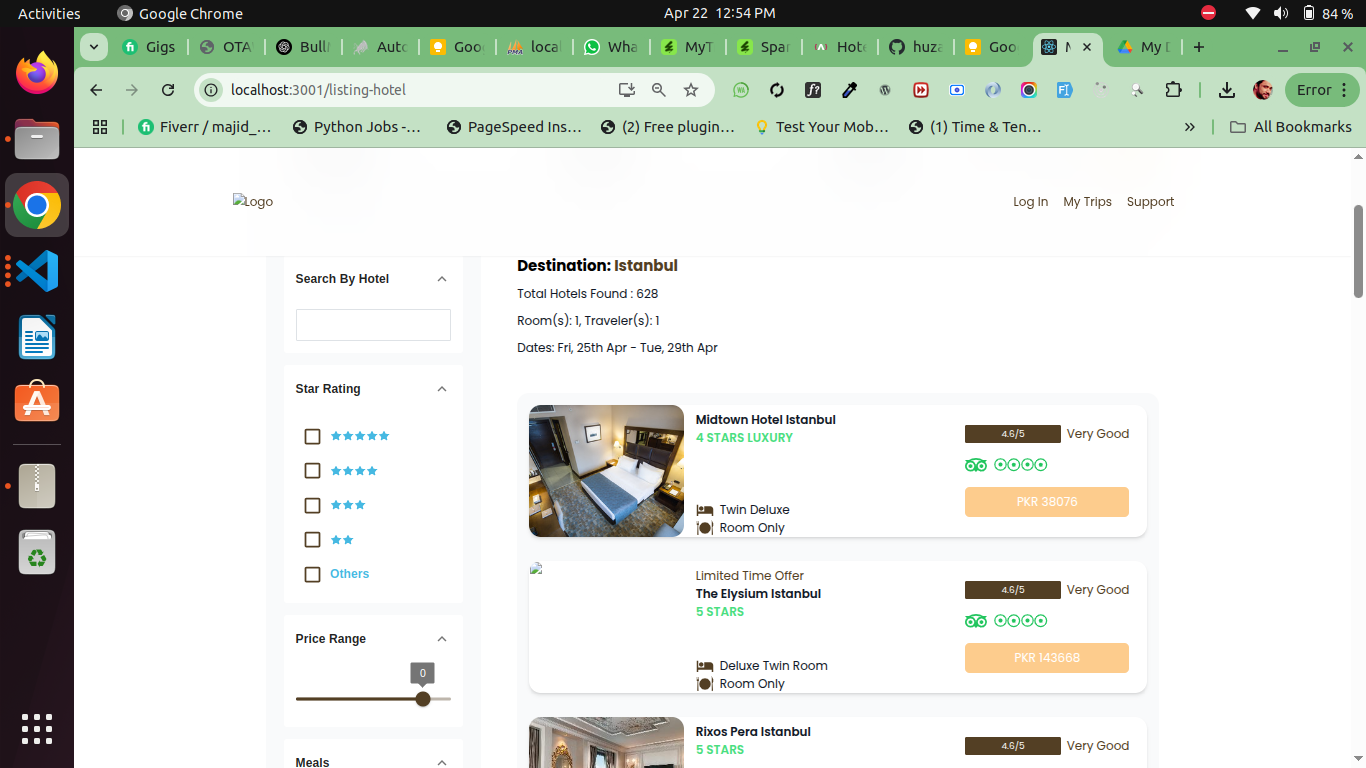 Activities
Google Chrome
Apr 22 12:54 PM
84 %
Gigs
OTA
Bull
Auto
Goo
loca
Wha
MyT
Spar
Hote
huza
Goo
My D
localhost:3001/listing-hotel
Error
Fiverr / majid_...
Python Jobs -...
PageSpeed Ins...
(2) Free plugin...
Test Your Mob...
(1) Time & Ten...
»
All Bookmarks
Logo
Log In
My Trips
Support
Search By Hotel
Star Rating
Others
Price Range
0
Meals
Destination: Istanbul
Total Hotels Found : 628
Room(s): 1, Traveler(s): 1
Dates: Fri, 25th Apr - Tue, 29th Apr
Midtown Hotel Istanbul
4 STARS LUXURY
Twin Deluxe
Room Only
4.6/5
Very Good
PKR 38076
Limited Time Offer
The Elysium Istanbul
5 STARS
Deluxe Twin Room
Room Only
4.6/5
Very Good
PKR 143668
Rixos Pera Istanbul
5 STARS
4.6/5
Very Good